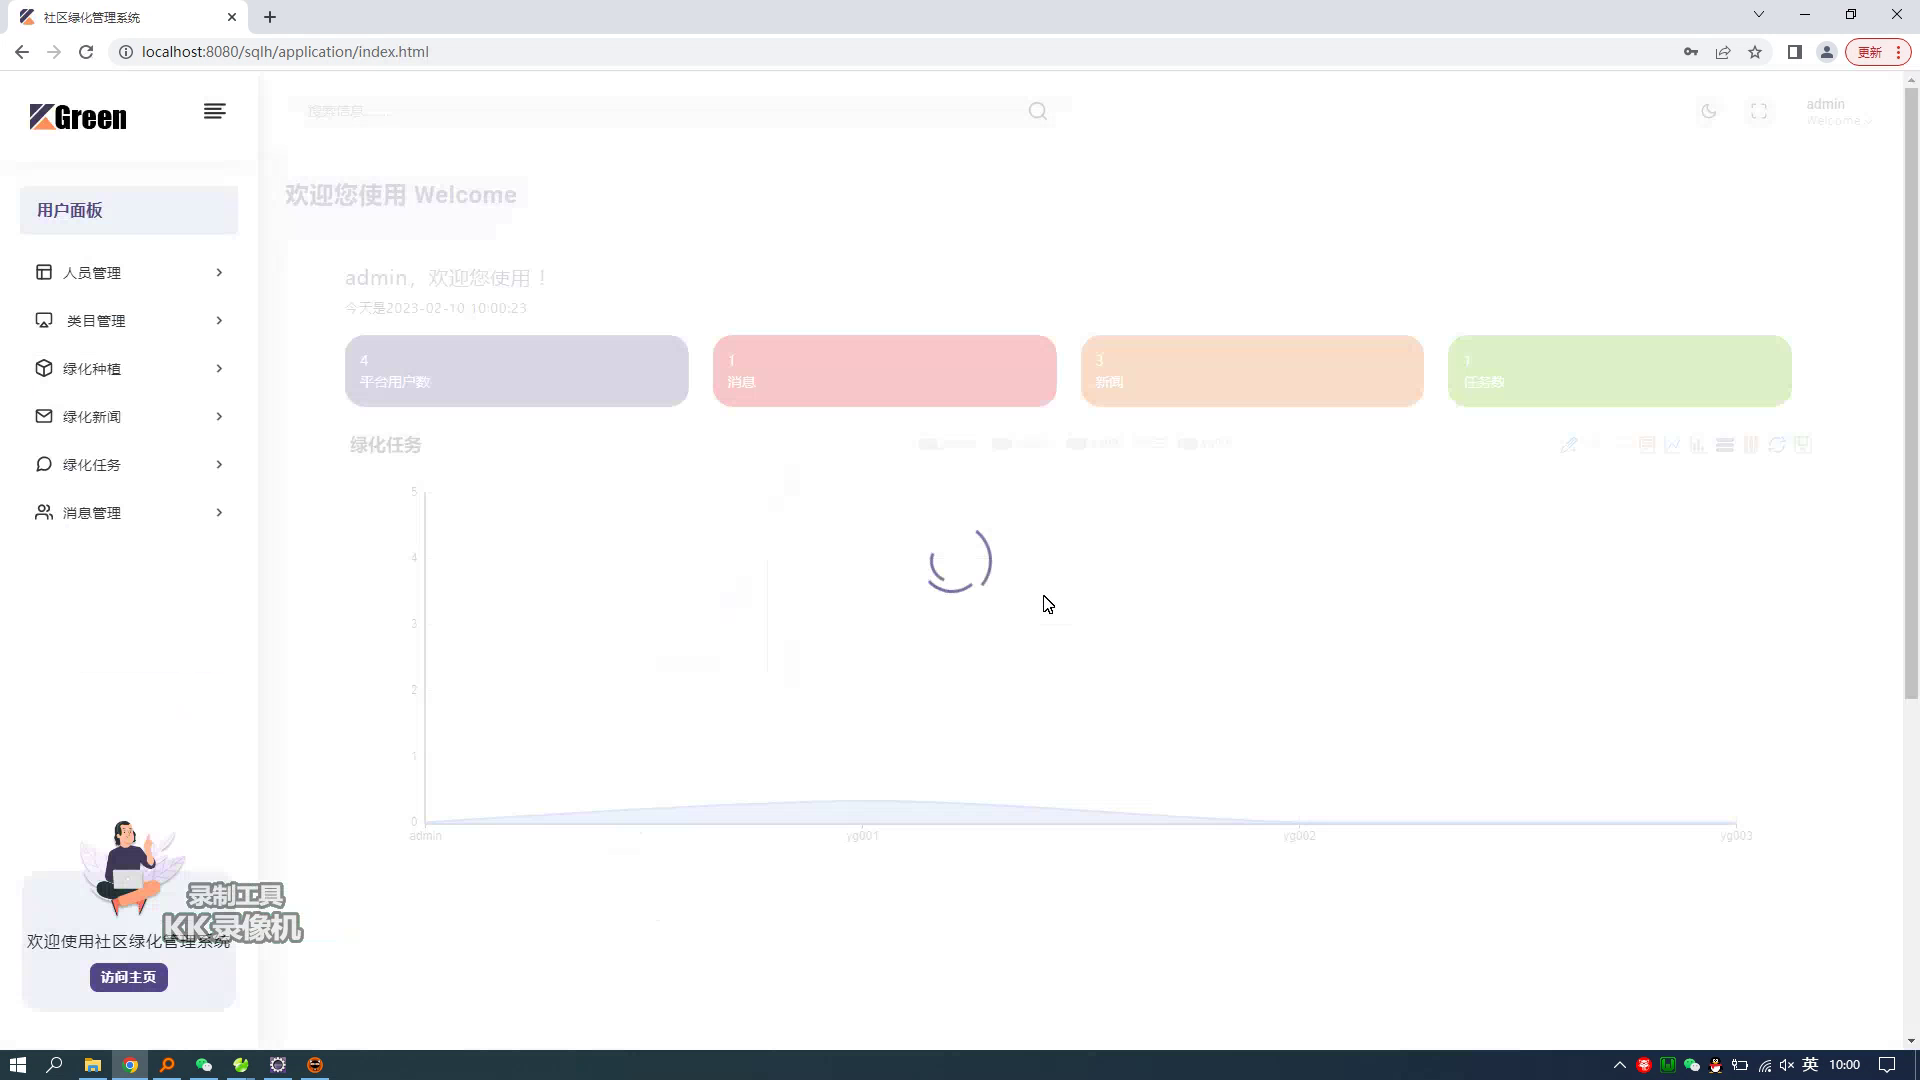 社区绿化管理系统
localhost:8080/sqlh/application/index.html
更新
Green
搜索信息........
admin
Welcome
用户面板
欢迎您使用 Welcome
人员管理
类目管理
绿化种植
绿化新闻
绿化任务
消息管理
admin，欢迎您使用！
今天是2023-02-10 10:00:23
4
平台用户数
1
消息
3
新闻
1
任务数
绿化任务
5
4
3
2
1
0
admin
yg001
yg002
yg003
录制工具
KK录像机
欢迎使用社区绿化管理系统
访问主页
英
10:00